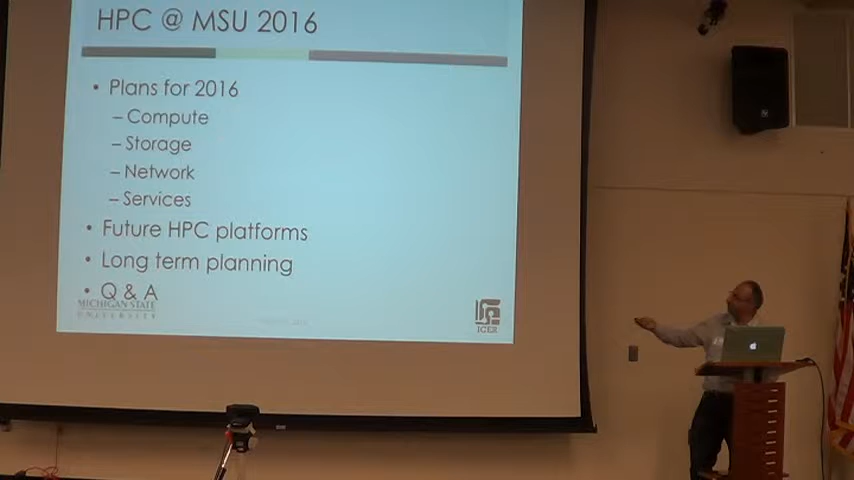 HPC @ MSU 2016
• Plans for 2016
– Compute
– Storage
– Network
– Services
• Future HPC platforms
• Long term planning
• Q & A
MICHIGAN STATE
UNIVERSITY
ICER